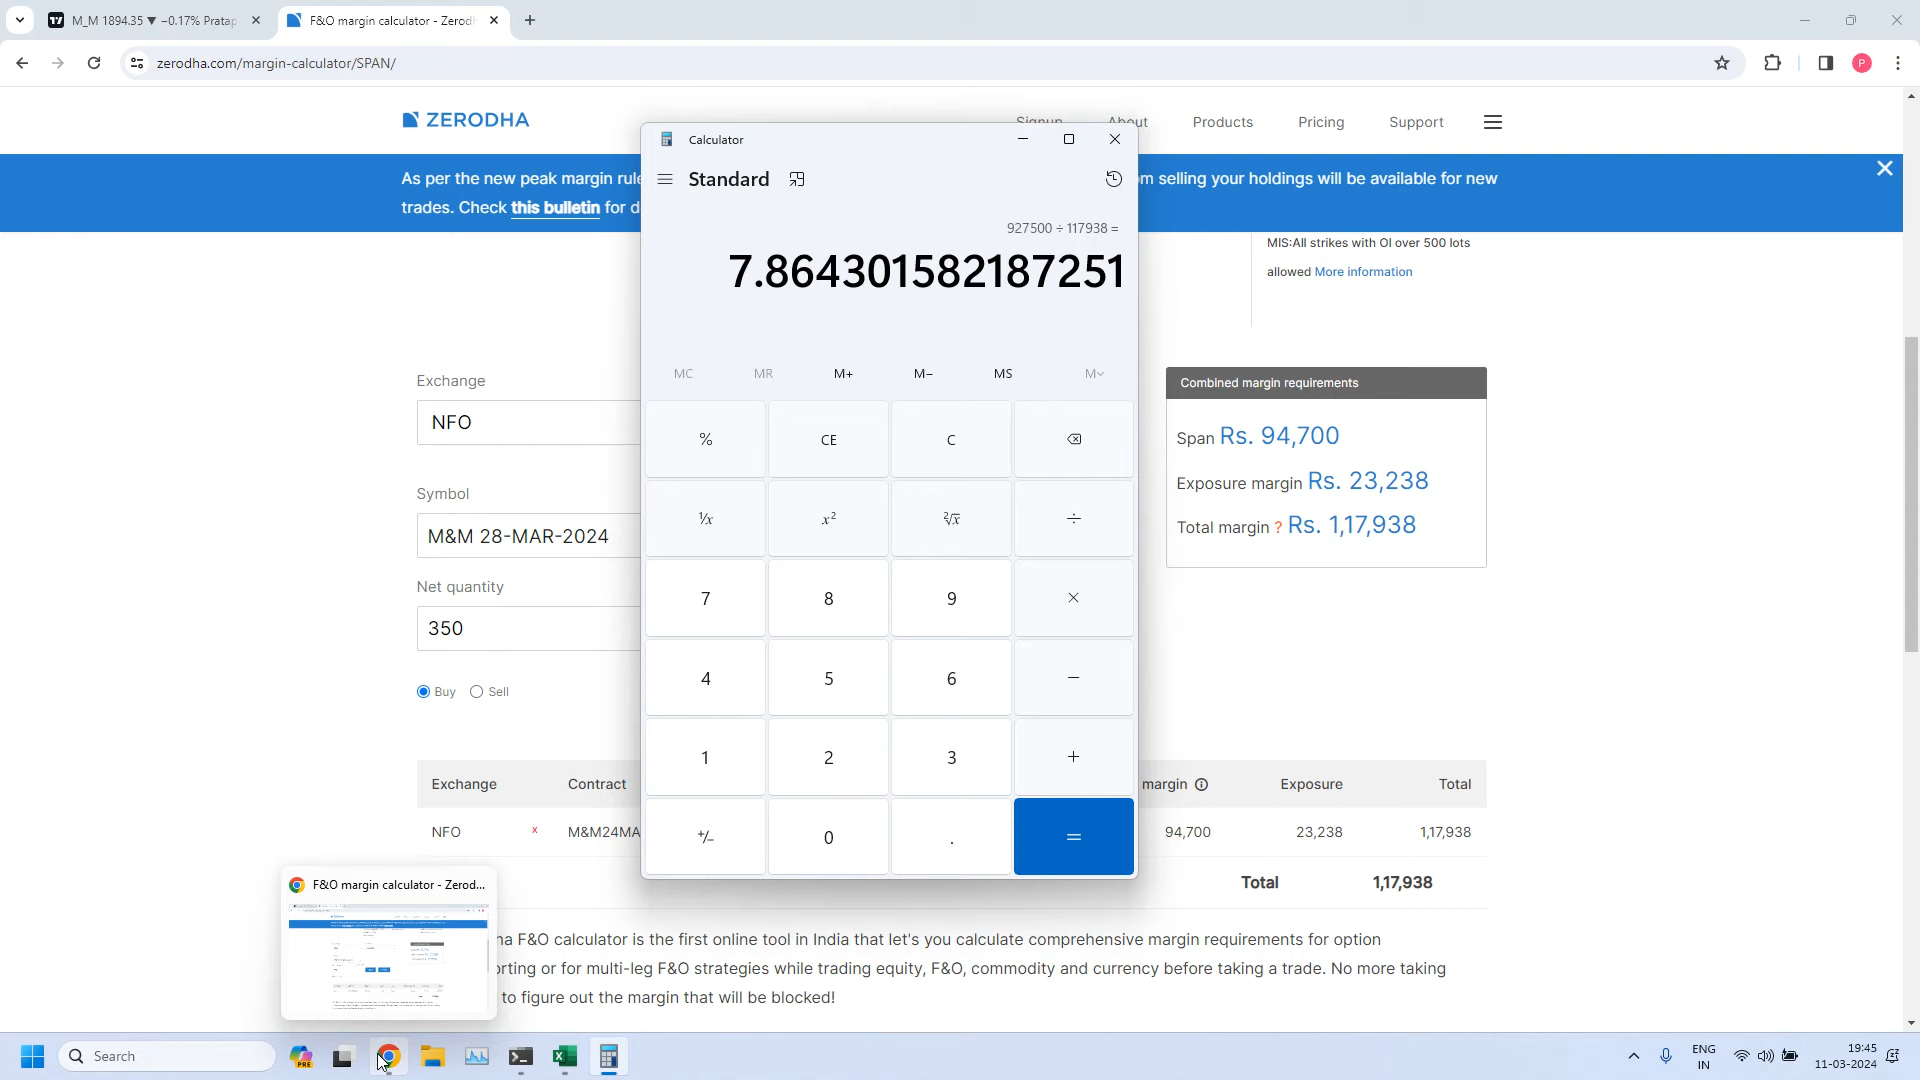 M_M 1894.35 ▼ −0.17% Pratap
F&O margin calculator - Zerod
zerodha.com/margin-calculator/SPAN/
P
ZERODHA
Signup
About
Products
Pricing
Support
As per the new peak margin rule
om selling your holdings will be available for new
trades. Check this bulletin for d
MIS:All strikes with OI over 500 lots
allowed More information
Calculator
Standard
927500 ÷ 117938 =
7.864301582187251
MC MR M+ M− MS M
% CE C
¹/x x² ²√x ÷
7 8 9 ×
4 5 6 −
1 2 3 +
+/− 0 . =
Exchange
NFO
Symbol
M&M 28-MAR-2024
Net quantity
350
Buy Sell
Combined margin requirements
Span Rs. 94,700
Exposure margin Rs. 23,238
Total margin ? Rs. 1,17,938
Exchange Contract margin Exposure Total
NFO x M&M24MA 94,700 23,238 1,17,938
Total 1,17,938
F&O margin calculator - Zerod...
ha F&O calculator is the first online tool in India that let's you calculate comprehensive margin requirements for option
orting or for multi-leg F&O strategies while trading equity, F&O, commodity and currency before taking a trade. No more taking
to figure out the margin that will be blocked!
Search
PRE
ENG
IN
19:45
11-03-2024